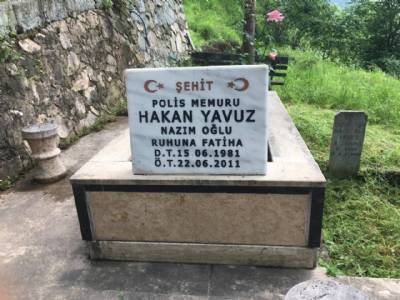 ŞEHİT
POLİS MEMURU
HAKAN YAVUZ
NAZIM OĞLU
RUHUNA FATİHA
D.T.15 06.1981
Ö.T.22.06.2011